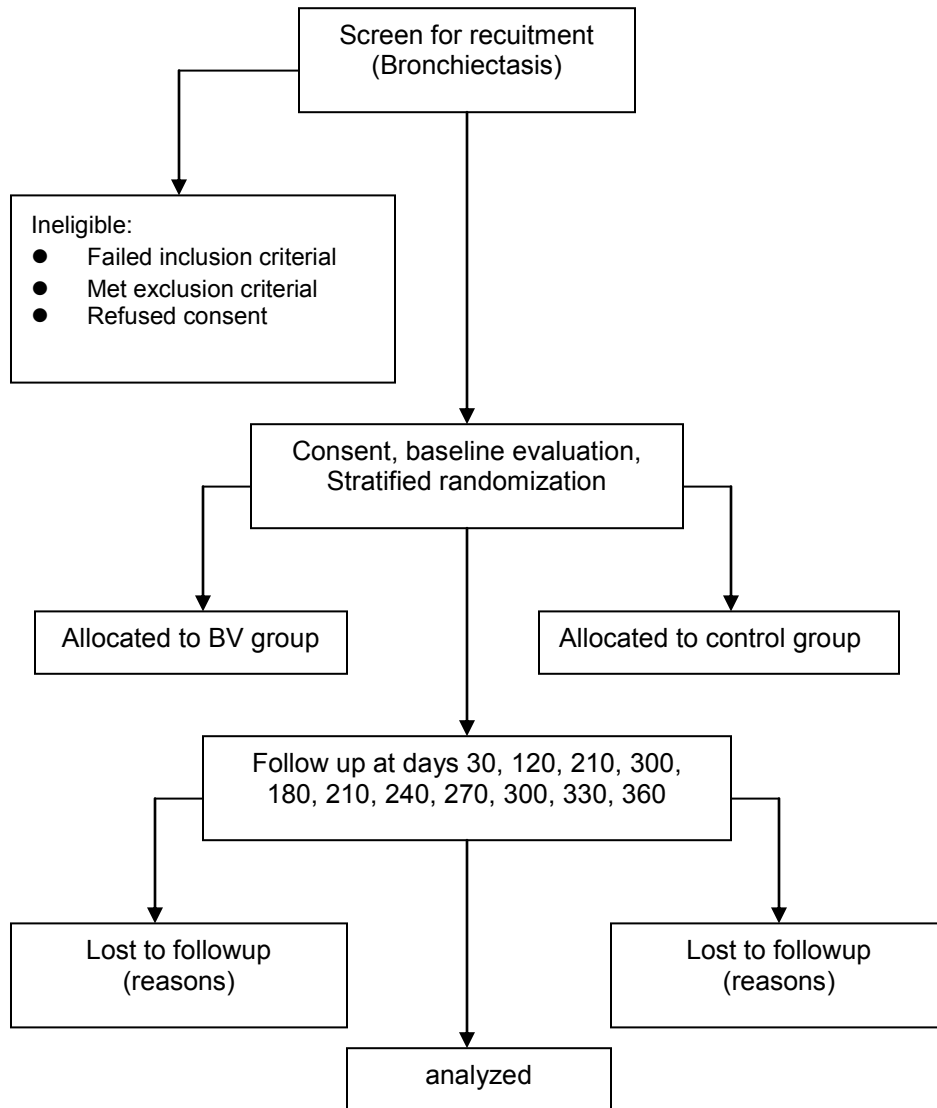 Screen for recuitment
(Bronchiectasis)
Ineligible:
● Failed inclusion criterial
● Met exclusion criterial
● Refused consent
Consent, baseline evaluation,
Stratified randomization
Allocated to BV group
Allocated to control group
Follow up at days 30, 120, 210, 300,
180, 210, 240, 270, 300, 330, 360
Lost to followup
(reasons)
Lost to followup
(reasons)
analyzed